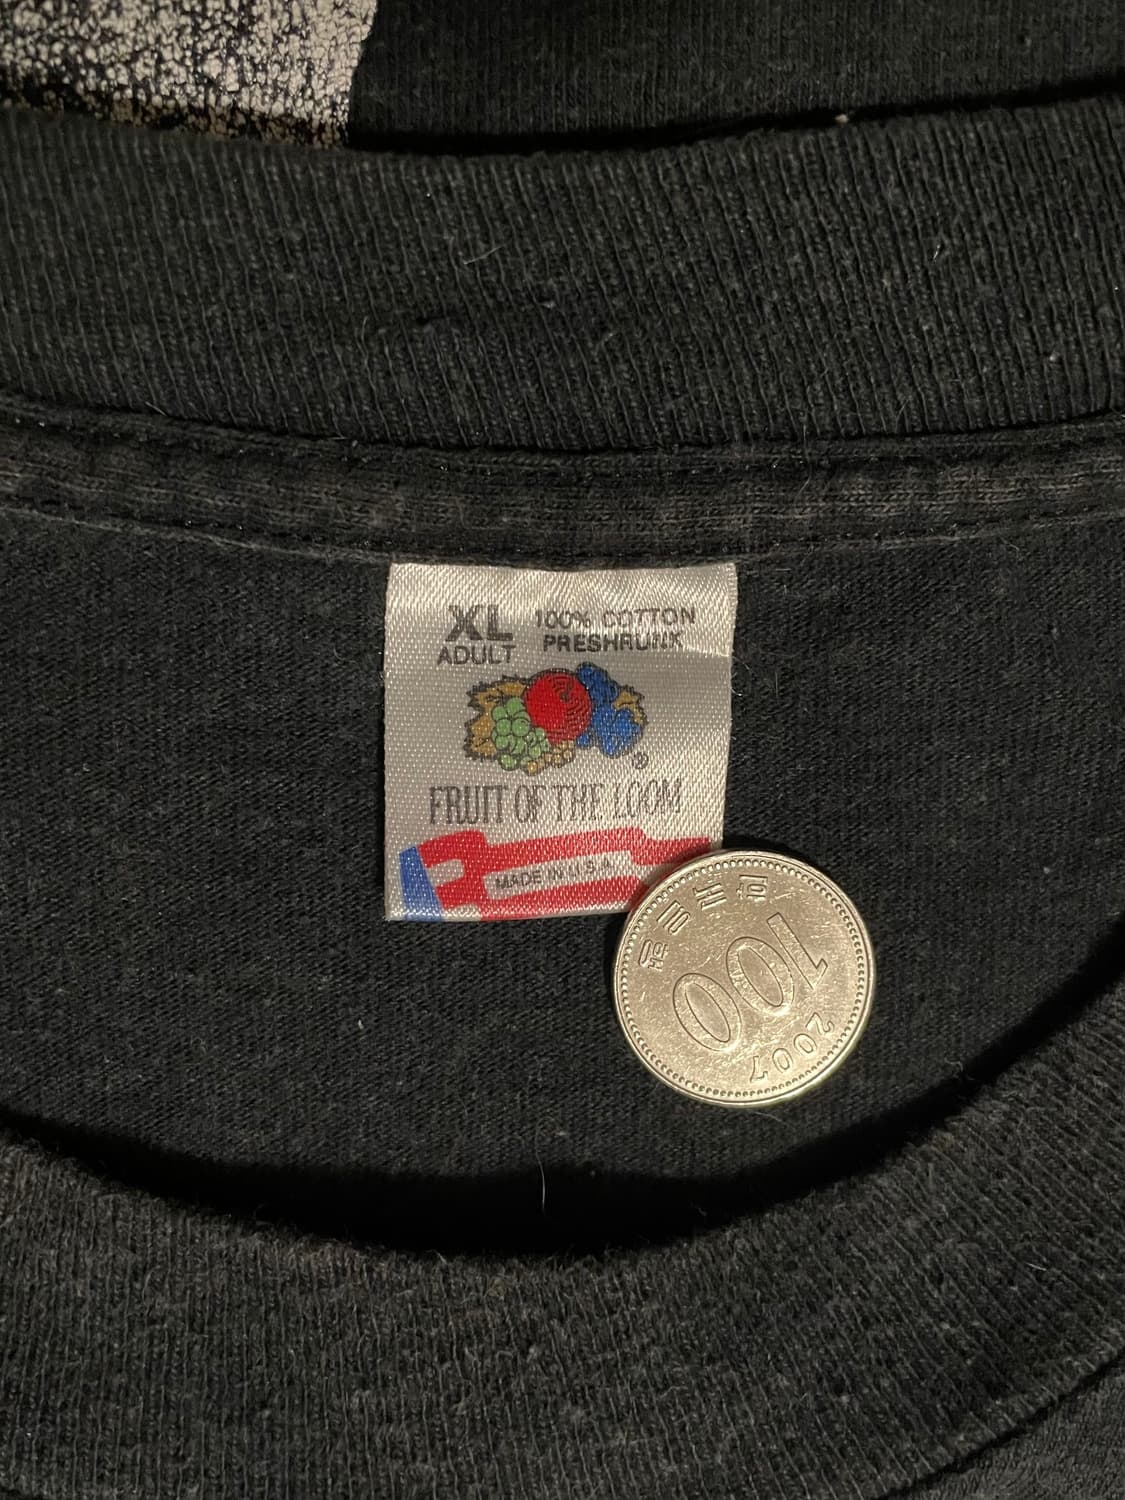 XL
ADULT
100% COTTON
PRESHRUNK
®
FRUIT OF THE LOOM
MADE IN U.S.A.
한국은행
100
2007